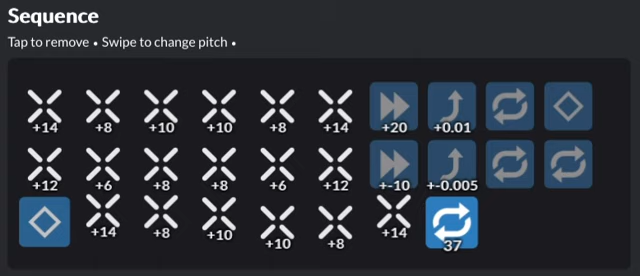 Sequence
Tap to remove • Swipe to change pitch •
+14 +8 +10 +10 +8 +14 +20 +0.01
+12 +6 +8 +8 +6 +12 +-10 +-0.005
+14 +8 +10 +10 +8 +14 37